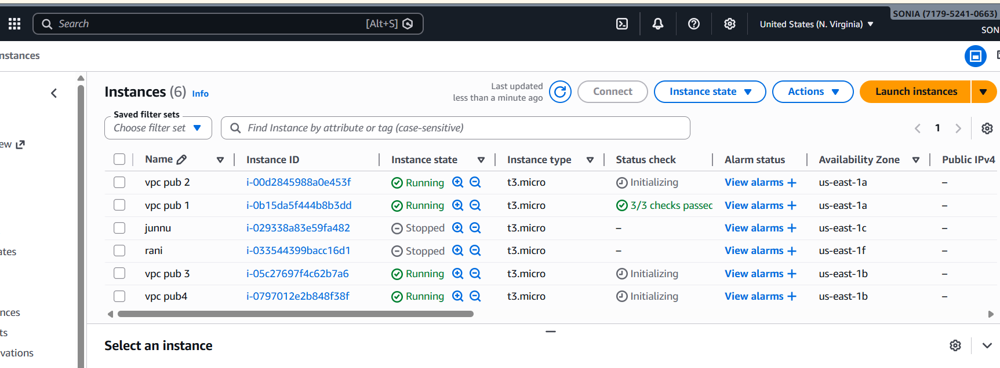 Search [Alt+S] United States (N. Virginia) ▼ SONIA (7179-5241-0663)
SON
nstances
Instances (6) Info
Last updated
less than a minute ago
Connect Instance state ▼ Actions ▼ Launch instances ▼
Saved filter sets
Choose filter set ▼ Find Instance by attribute or tag (case-sensitive) 1
Name Instance ID Instance state Instance type Status check Alarm status Availability Zone Public IPv4
vpc pub 2 i-00d2845988a0e453f Running t3.micro Initializing View alarms + us-east-1a –
vpc pub 1 i-0b15da5f444b8b3dd Running t3.micro 3/3 checks passec View alarms + us-east-1a –
junnu i-029338a83e59fa482 Stopped t3.micro – View alarms + us-east-1c –
rani i-033544399bacc16d1 Stopped t3.micro – View alarms + us-east-1f –
vpc pub 3 i-05c27697f4c62b7a6 Running t3.micro Initializing View alarms + us-east-1b –
vpc pub4 i-0797012e2b848f38f Running t3.micro Initializing View alarms + us-east-1b –
Select an instance
ew
ates
nces
ts
vations